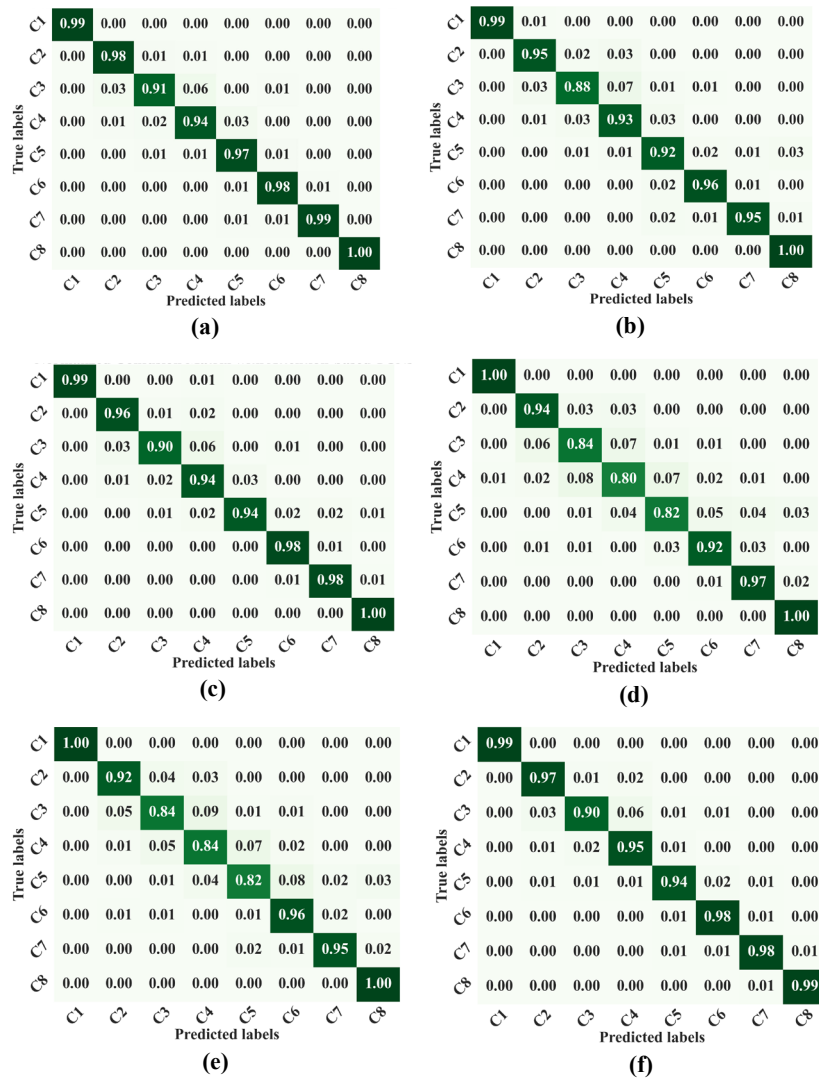 True labels
C1 0.99 0.00 0.00 0.00 0.00 0.00 0.00 0.00
C2 0.00 0.98 0.01 0.01 0.00 0.00 0.00 0.00
C3 0.00 0.03 0.91 0.06 0.00 0.01 0.00 0.00
C4 0.00 0.01 0.02 0.94 0.03 0.00 0.00 0.00
C5 0.00 0.00 0.01 0.01 0.97 0.01 0.00 0.00
C6 0.00 0.00 0.00 0.00 0.01 0.98 0.01 0.00
C7 0.00 0.00 0.00 0.00 0.01 0.01 0.99 0.00
C8 0.00 0.00 0.00 0.00 0.00 0.00 0.00 1.00
C1 C2 C3 C4 C5 C6 C7 C8
Predicted labels
(a)
True labels
C1 0.99 0.01 0.00 0.00 0.00 0.00 0.00 0.00
C2 0.00 0.95 0.02 0.03 0.00 0.00 0.00 0.00
C3 0.00 0.03 0.88 0.07 0.01 0.01 0.00 0.00
C4 0.00 0.01 0.03 0.93 0.03 0.00 0.00 0.00
C5 0.00 0.00 0.01 0.01 0.92 0.02 0.01 0.03
C6 0.00 0.00 0.00 0.00 0.02 0.96 0.01 0.00
C7 0.00 0.00 0.00 0.00 0.02 0.01 0.95 0.01
C8 0.00 0.00 0.00 0.00 0.00 0.00 0.00 1.00
C1 C2 C3 C4 C5 C6 C7 C8
Predicted labels
(b)
True labels
C1 0.99 0.00 0.00 0.01 0.00 0.00 0.00 0.00
C2 0.00 0.96 0.01 0.02 0.00 0.00 0.00 0.00
C3 0.00 0.03 0.90 0.06 0.00 0.01 0.00 0.00
C4 0.00 0.01 0.02 0.94 0.03 0.00 0.00 0.00
C5 0.00 0.00 0.01 0.02 0.94 0.02 0.02 0.01
C6 0.00 0.00 0.00 0.00 0.00 0.98 0.01 0.00
C7 0.00 0.00 0.00 0.00 0.00 0.01 0.98 0.01
C8 0.00 0.00 0.00 0.00 0.00 0.00 0.00 1.00
C1 C2 C3 C4 C5 C6 C7 C8
Predicted labels
(c)
True labels
C1 1.00 0.00 0.00 0.00 0.00 0.00 0.00 0.00
C2 0.00 0.94 0.03 0.03 0.00 0.00 0.00 0.00
C3 0.00 0.06 0.84 0.07 0.01 0.01 0.00 0.00
C4 0.01 0.02 0.08 0.80 0.07 0.02 0.01 0.00
C5 0.00 0.00 0.01 0.04 0.82 0.05 0.04 0.03
C6 0.00 0.01 0.01 0.00 0.03 0.92 0.03 0.00
C7 0.00 0.00 0.00 0.00 0.00 0.01 0.97 0.02
C8 0.00 0.00 0.00 0.00 0.00 0.00 0.00 1.00
C1 C2 C3 C4 C5 C6 C7 C8
Predicted labels
(d)
True labels
C1 1.00 0.00 0.00 0.00 0.00 0.00 0.00 0.00
C2 0.00 0.92 0.04 0.03 0.00 0.00 0.00 0.00
C3 0.00 0.05 0.84 0.09 0.01 0.01 0.00 0.00
C4 0.00 0.01 0.05 0.84 0.07 0.02 0.00 0.00
C5 0.00 0.00 0.01 0.04 0.82 0.08 0.02 0.03
C6 0.00 0.01 0.01 0.00 0.01 0.96 0.02 0.00
C7 0.00 0.00 0.00 0.00 0.02 0.01 0.95 0.02
C8 0.00 0.00 0.00 0.00 0.00 0.00 0.00 1.00
C1 C2 C3 C4 C5 C6 C7 C8
Predicted labels
(e)
True labels
C1 0.99 0.00 0.00 0.00 0.00 0.00 0.00 0.00
C2 0.00 0.97 0.01 0.02 0.00 0.00 0.00 0.00
C3 0.00 0.03 0.90 0.06 0.01 0.01 0.00 0.00
C4 0.00 0.01 0.02 0.95 0.01 0.00 0.00 0.00
C5 0.00 0.01 0.01 0.01 0.94 0.02 0.01 0.00
C6 0.00 0.00 0.00 0.00 0.01 0.98 0.01 0.00
C7 0.00 0.00 0.00 0.00 0.01 0.01 0.98 0.01
C8 0.00 0.00 0.00 0.00 0.00 0.00 0.01 0.99
C1 C2 C3 C4 C5 C6 C7 C8
Predicted labels
(f)